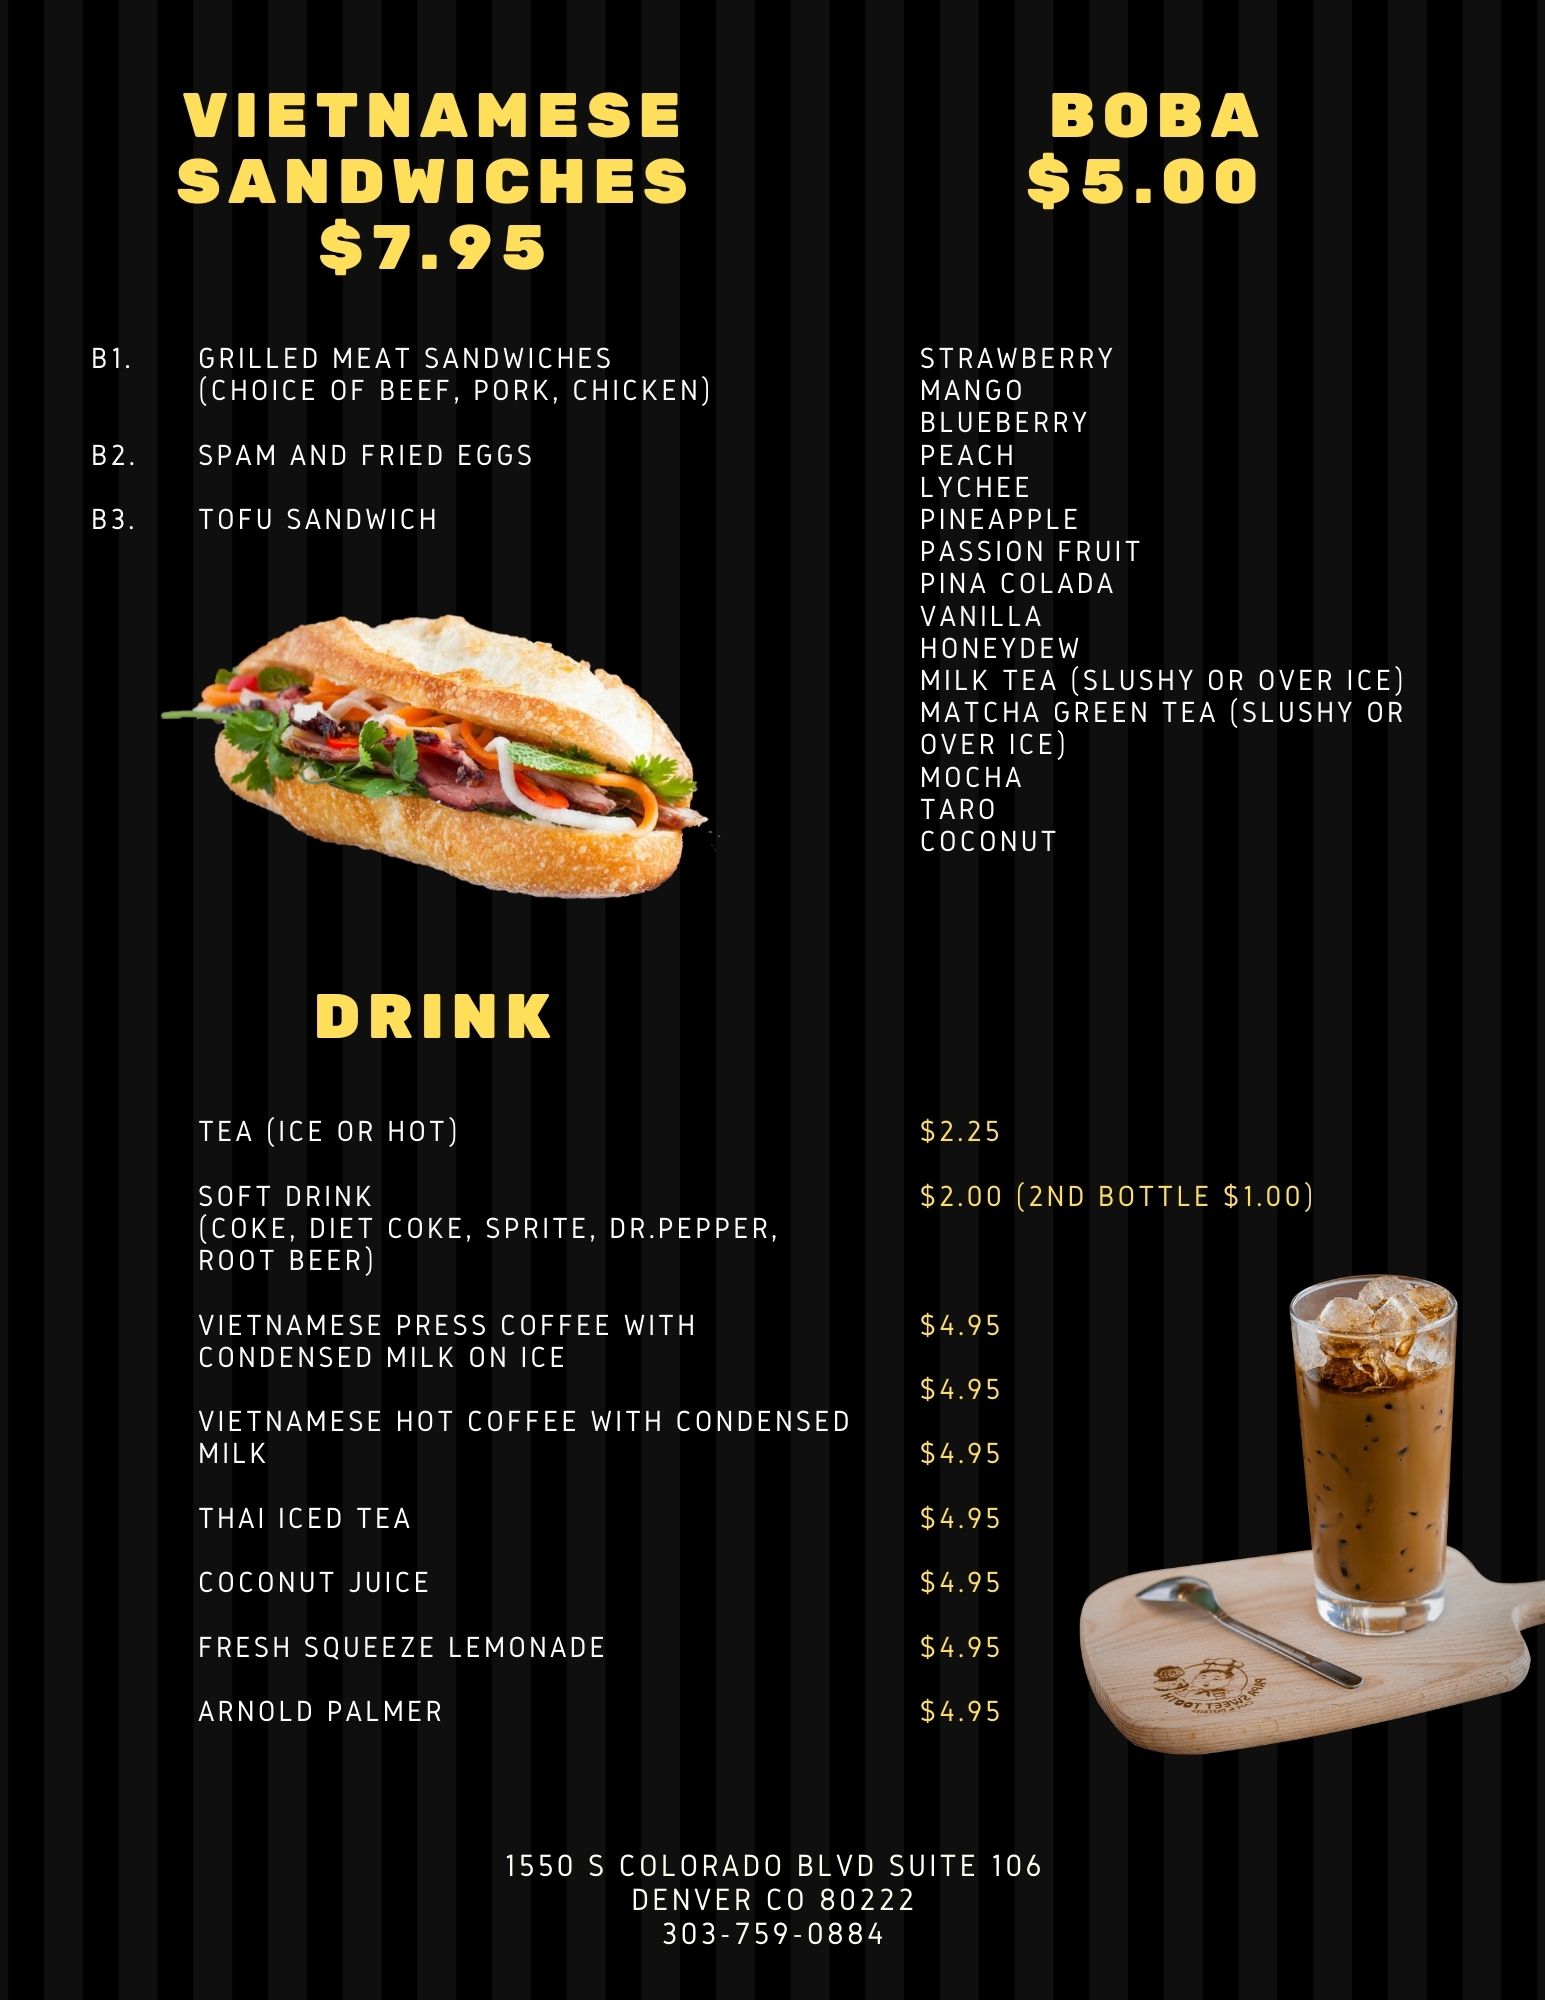 VIETNAMESE
SANDWICHES
$7.95
B1. GRILLED MEAT SANDWICHES
(CHOICE OF BEEF, PORK, CHICKEN)
B2. SPAM AND FRIED EGGS
B3. TOFU SANDWICH
BOBA
$5.00
STRAWBERRY
MANGO
BLUEBERRY
PEACH
LYCHEE
PINEAPPLE
PASSION FRUIT
PINA COLADA
VANILLA
HONEYDEW
MILK TEA (SLUSHY OR OVER ICE)
MATCHA GREEN TEA (SLUSHY OR
OVER ICE)
MOCHA
TARO
COCONUT
DRINK
TEA (ICE OR HOT) $2.25
SOFT DRINK $2.00 (2ND BOTTLE $1.00)
(COKE, DIET COKE, SPRITE, DR.PEPPER,
ROOT BEER)
VIETNAMESE PRESS COFFEE WITH $4.95
CONDENSED MILK ON ICE
$4.95
VIETNAMESE HOT COFFEE WITH CONDENSED
MILK $4.95
THAI ICED TEA $4.95
COCONUT JUICE $4.95
FRESH SQUEEZE LEMONADE $4.95
ARNOLD PALMER $4.95
PAPA SWEET TOOTH
1550 S COLORADO BLVD SUITE 106
DENVER CO 80222
303-759-0884